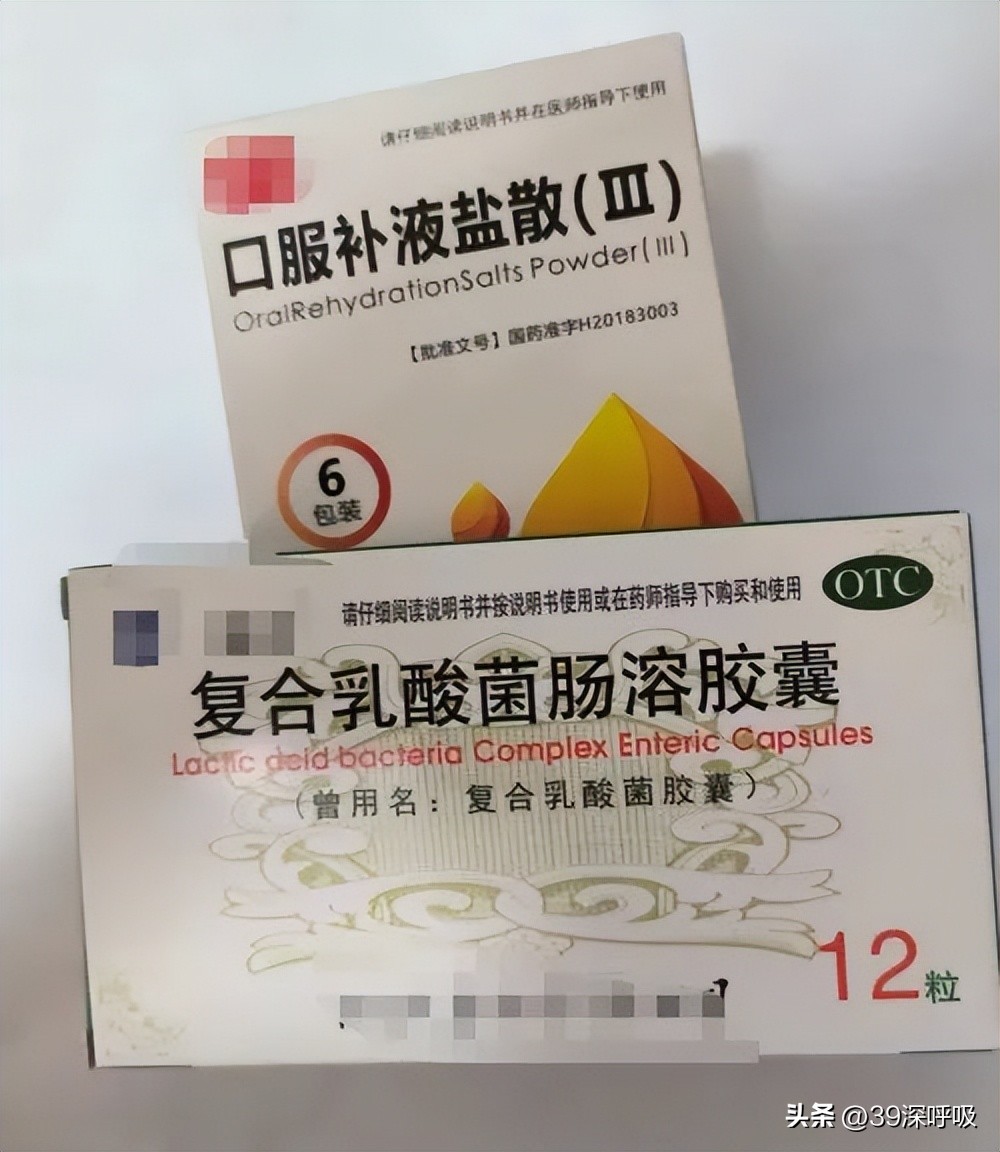 请仔细阅读说明书并在医师指导下使用
口服补液盐散(Ⅲ)
OralRehydrationSalts Powder(Ⅲ)
【批准文号】国药准字H20183003
6
包装
OTC
请仔细阅读说明书并按说明书使用或在药师指导下购买和使用
复合乳酸菌肠溶胶囊
Lactic acid bacteria Complex Enteric Capsules
(曾用名：复合乳酸菌胶囊)
12粒
头条 @39深呼吸